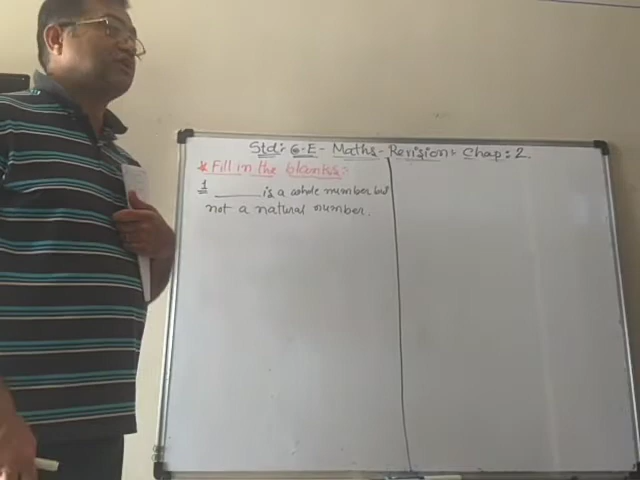 Std: 6-E - Maths - Revision: Chap: 2.
* Fill in the blanks:
1 ______ is a whole number but
not a natural number.